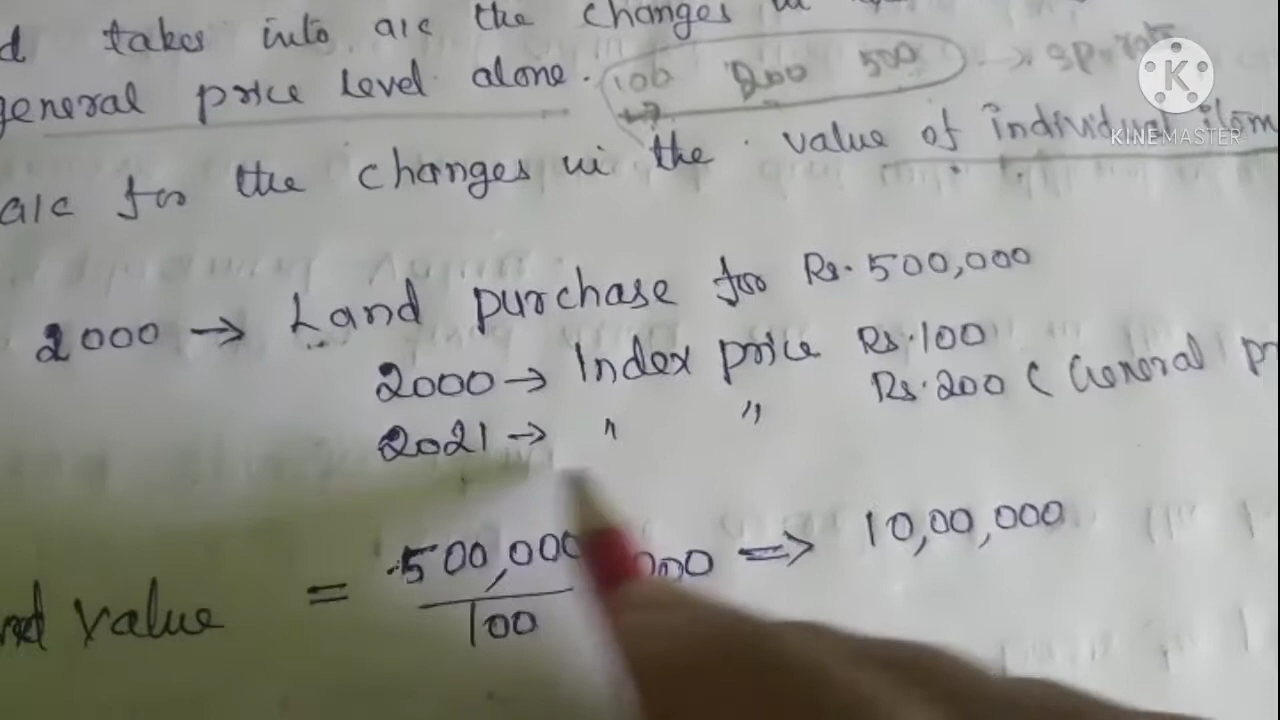 takes into a/c the changes
general price level alone. 100 200 500 →
K
KINEMASTER
a/c for the changes in the value of individual item
2000 → Land purchase for Rs. 500,000
2000 → Index price Rs. 100
2021 → " " Rs. 200 ( General
value = 500,000 / 100 => 10,00,000